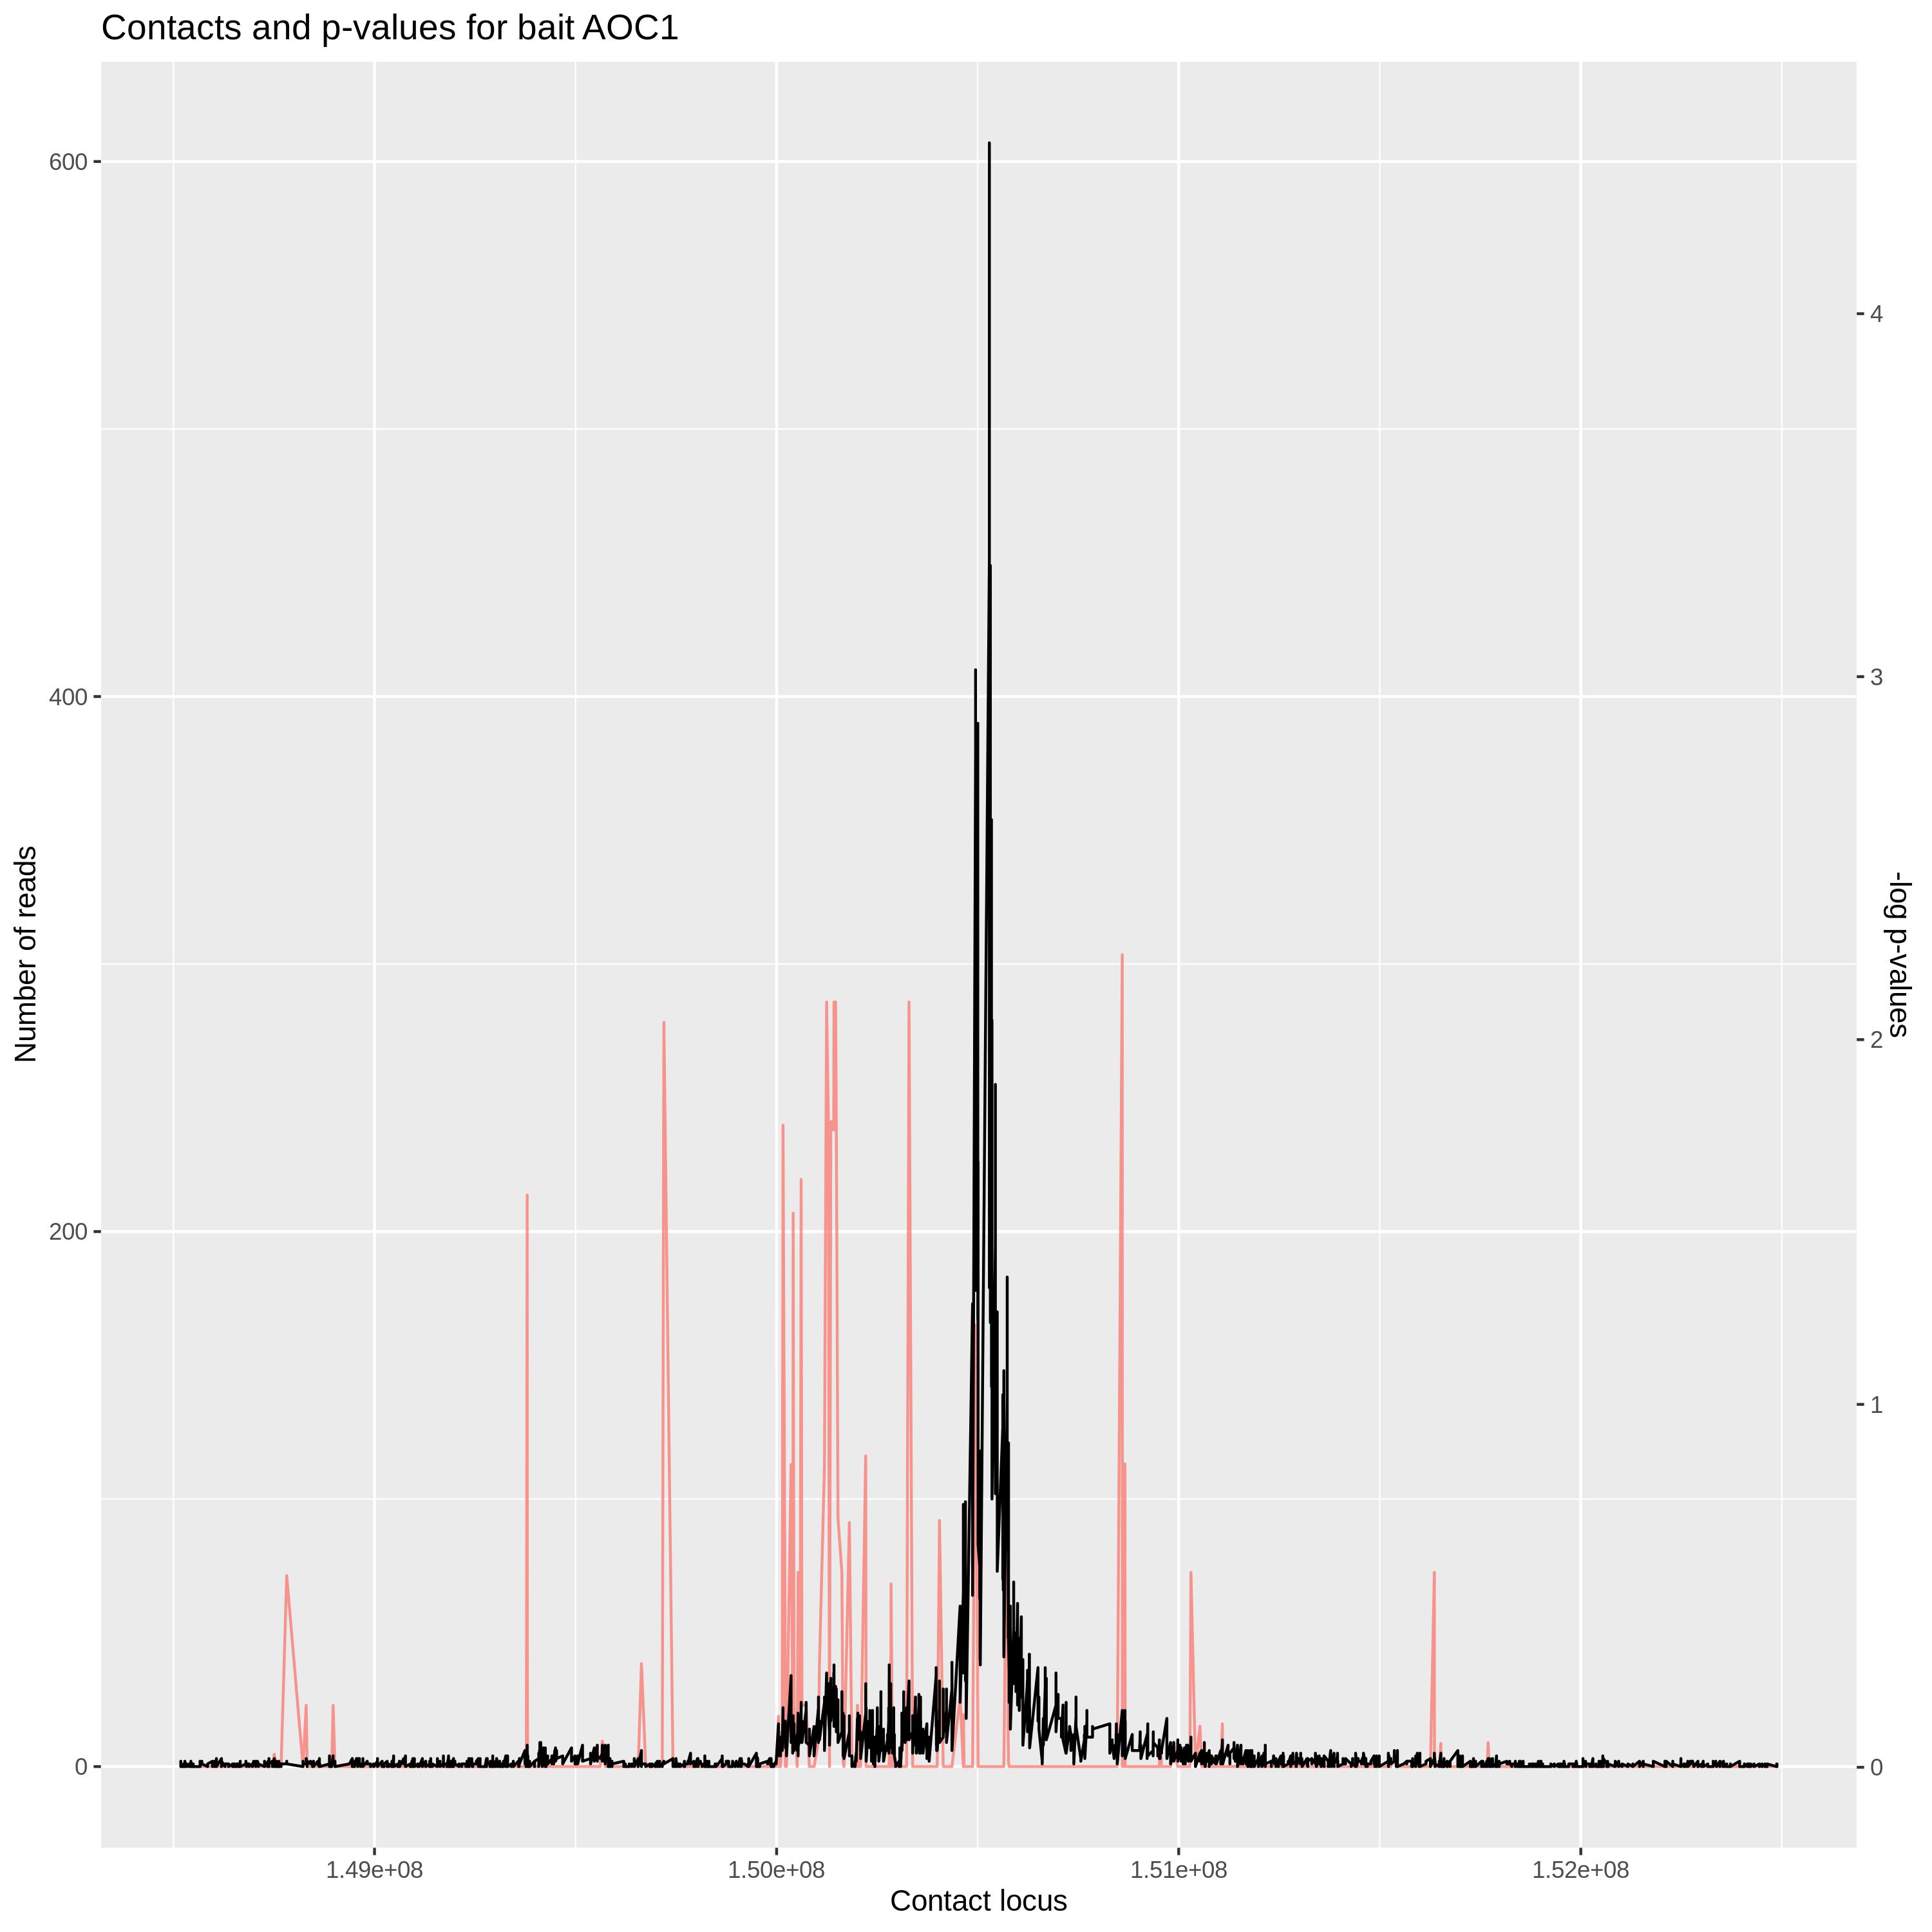 Contacts and p-values for bait AOC1
600
400
200
0
Number of reads
4
3
2
1
0
-log p-values
1.49e+08
1.50e+08
1.51e+08
1.52e+08
Contact locus